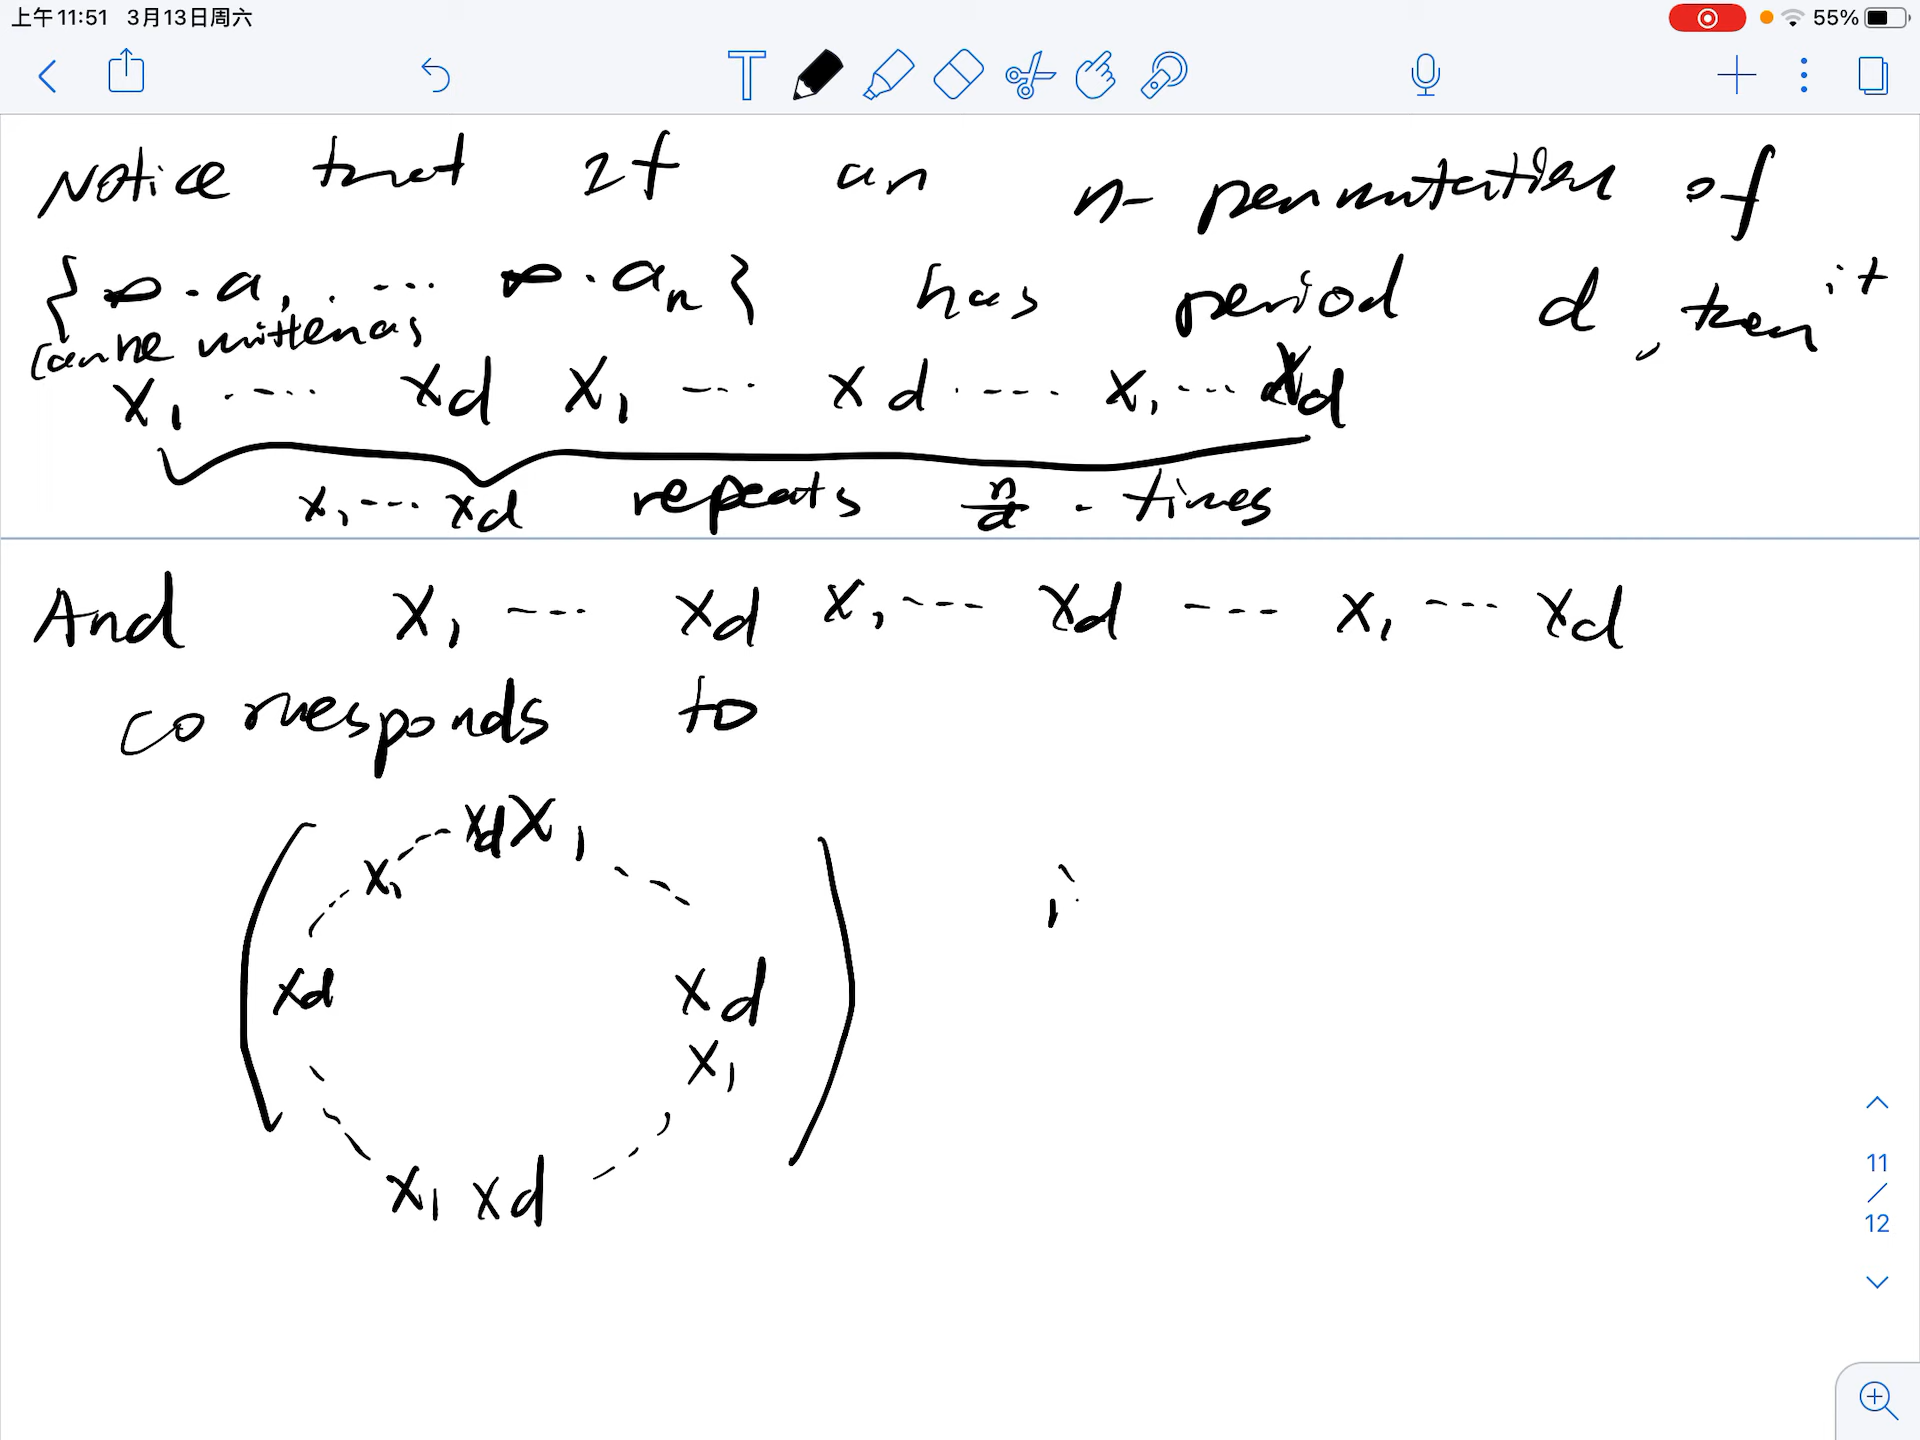 上午11:51 3月13日周六
55%
T
Notice that If an n-permutation of
{∞·a1, ... ∞·an} has period d, then it
can be written as
x1 .... xd x1 ... xd .... x1 ... xd
x1 ... xd repeats n/d - times
And x1 --- xd x1 --- xd --- x1 --- xd
corresponds to
xd x1
x1
xd
xd
x1
x1 xd
11
/
12